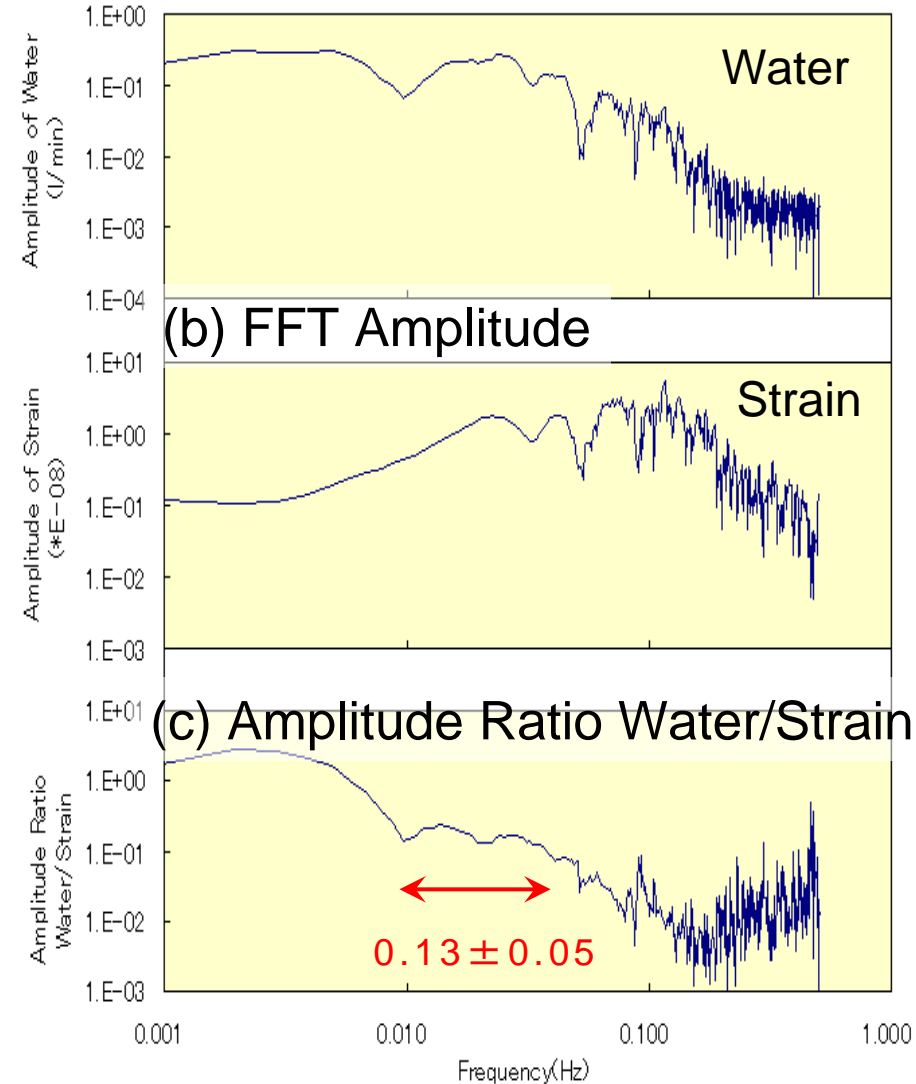 Amplitude of Water
(l/min)
1.E+00
1.E-01
1.E-02
1.E-03
1.E-04
Water
(b) FFT Amplitude
Amplitude of Strain
(*E-08)
1.E+01
1.E+00
1.E-01
1.E-02
1.E-03
Strain
(c) Amplitude Ratio Water/Strain
Amplitude Ratio
Water/Strain
1.E+01
1.E+00
1.E-01
1.E-02
1.E-03
0.13±0.05
0.001 0.010 0.100 1.000
Frequency(Hz)